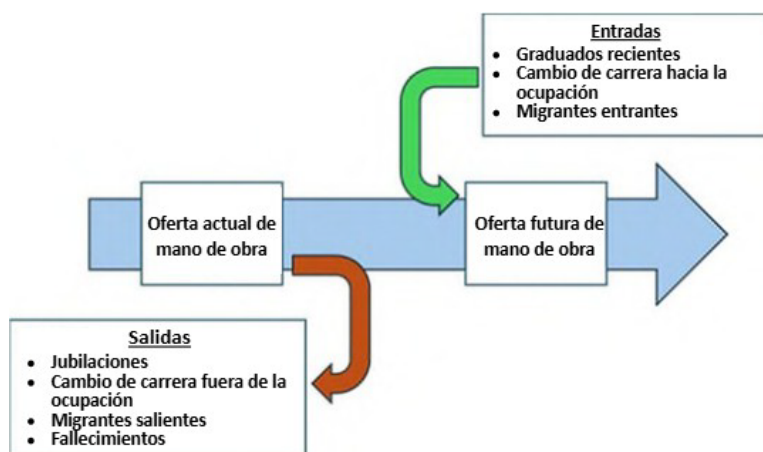 Entradas
• Graduados recientes
• Cambio de carrera hacia la
ocupación
• Migrantes entrantes
Oferta actual de
mano de obra
Oferta futura de
mano de obra
Salidas
• Jubilaciones
• Cambio de carrera fuera de la
ocupación
• Migrantes salientes
• Fallecimientos